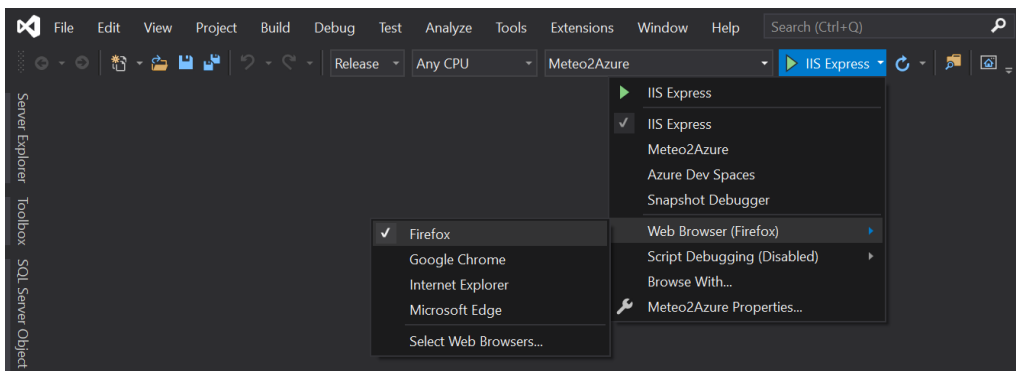 File Edit View Project Build Debug Test Analyze Tools Extensions Window Help Search (Ctrl+Q)
Release Any CPU Meteo2Azure IIS Express
Server Explorer
Toolbox
SQL Server Object
IIS Express
IIS Express
Meteo2Azure
Azure Dev Spaces
Snapshot Debugger
Web Browser (Firefox)
Script Debugging (Disabled)
Browse With...
Meteo2Azure Properties...
Firefox
Google Chrome
Internet Explorer
Microsoft Edge
Select Web Browsers...